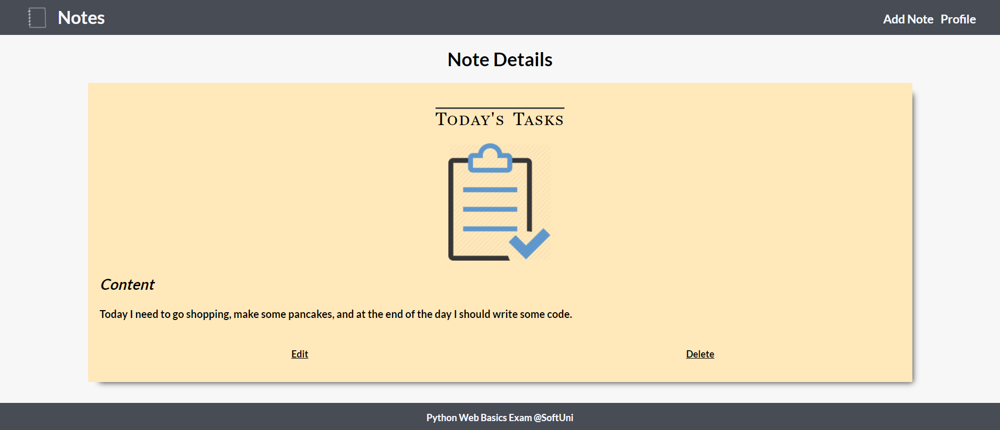 Notes
Add Note Profile
Note Details
Today's Tasks
Content
Today I need to go shopping, make some pancakes, and at the end of the day I should write some code.
Edit
Delete
Python Web Basics Exam @SoftUni